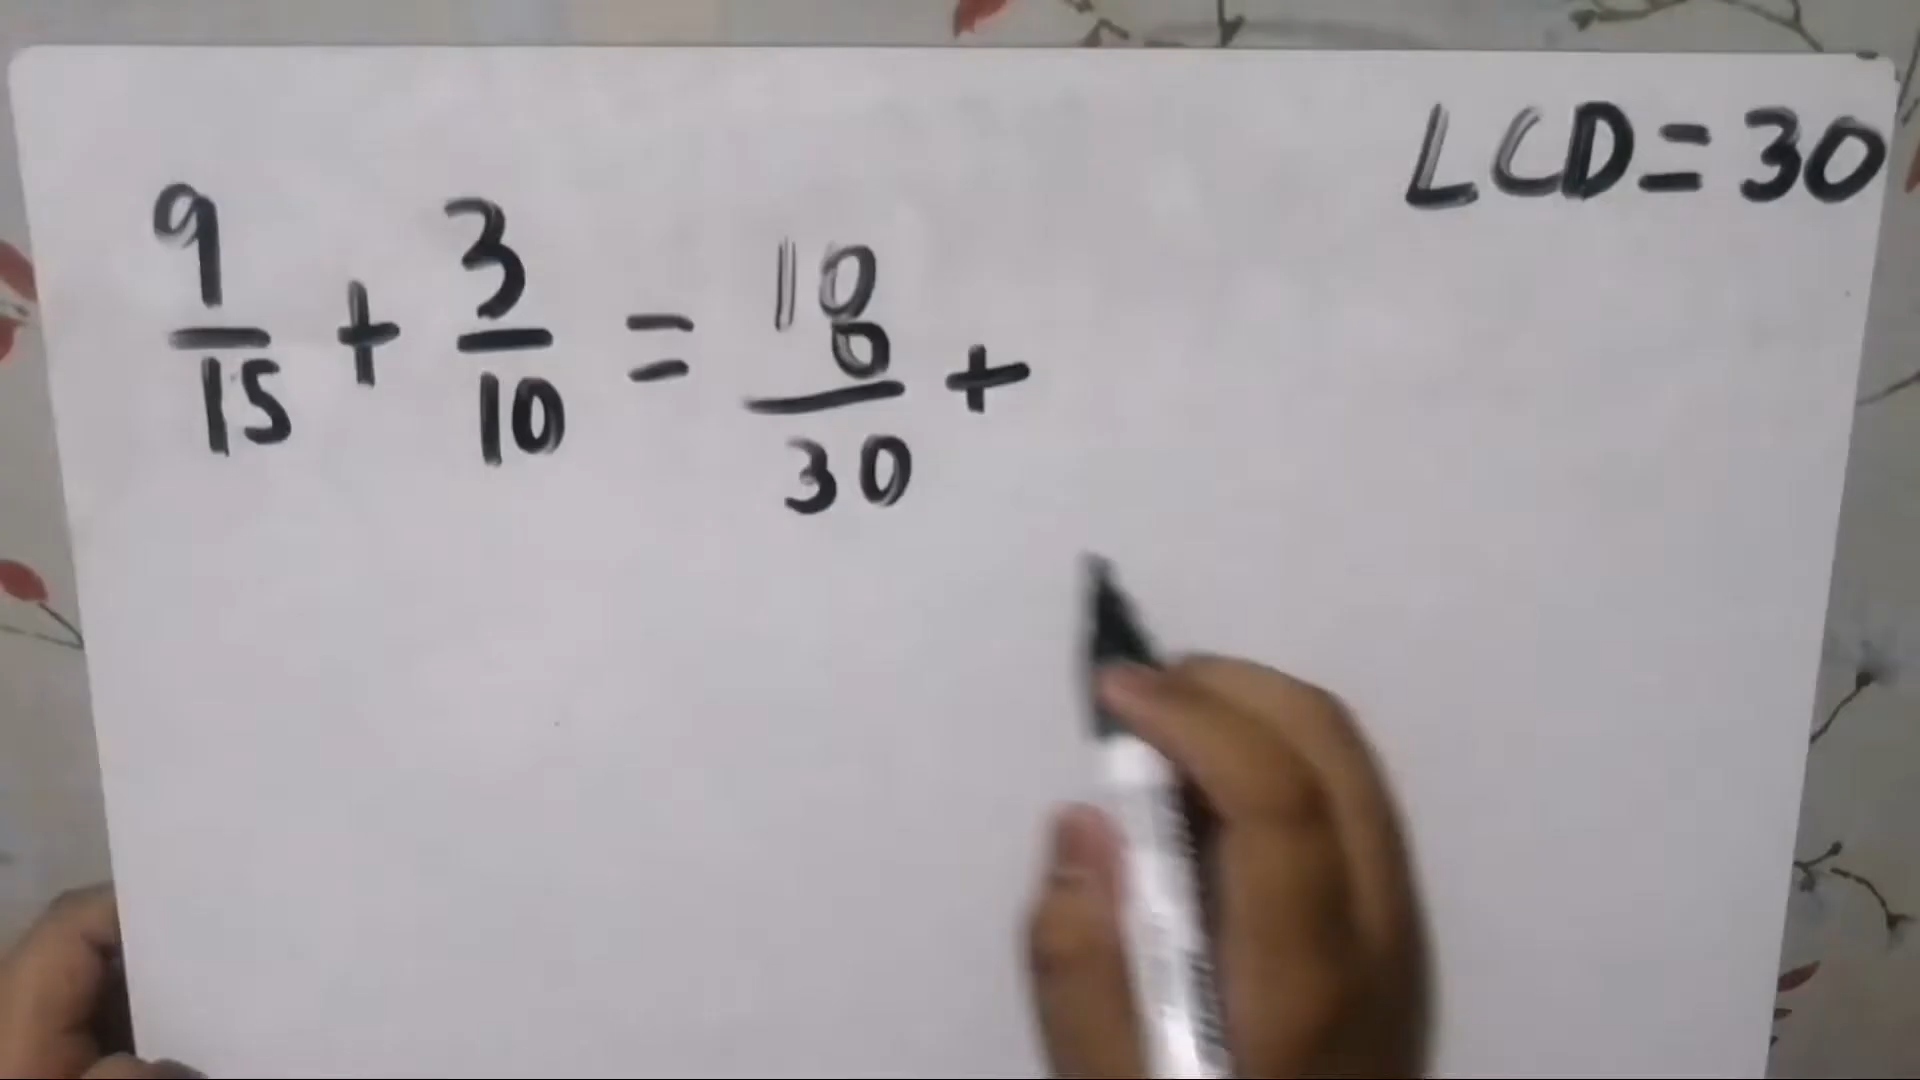 9/15 + 3/10 = 18/30 +
LCD = 30